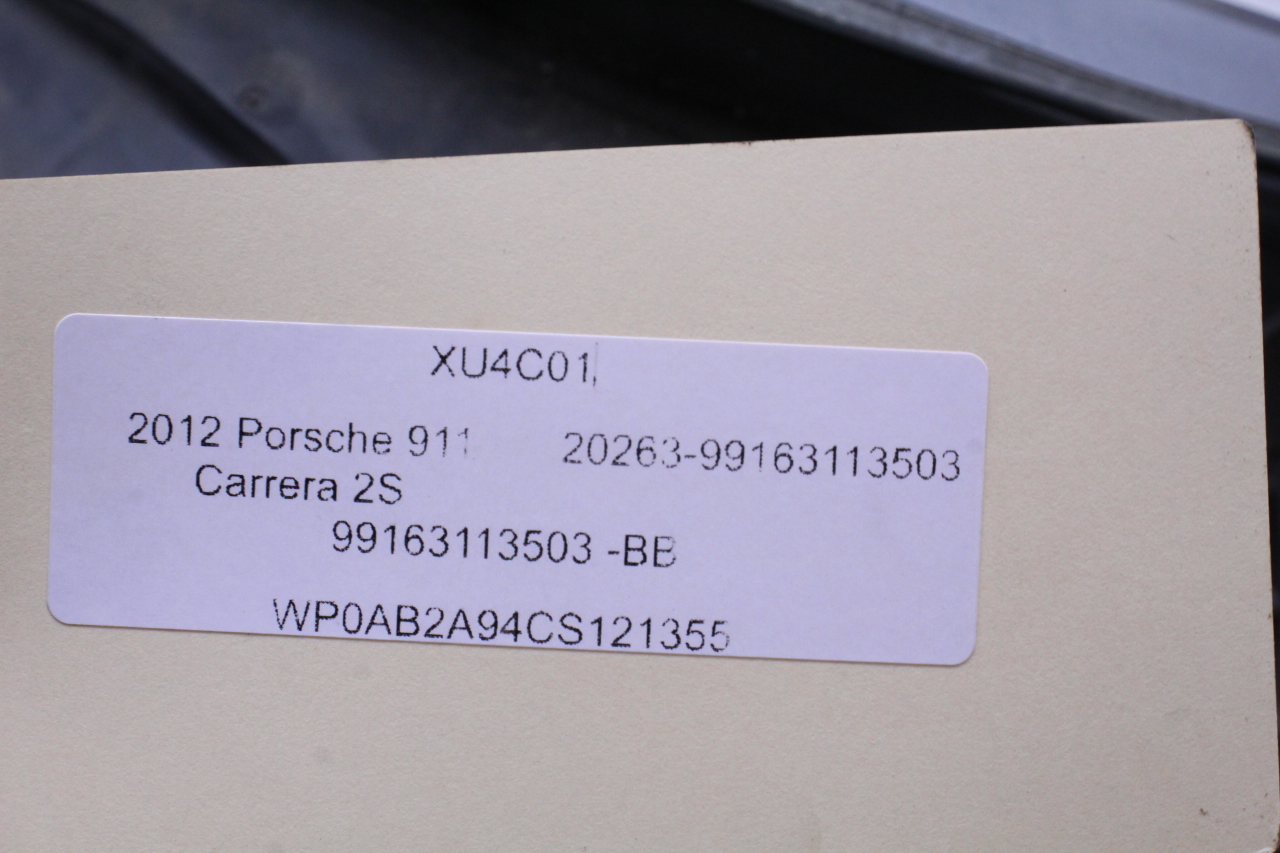 XU4C01
2012 Porsche 911
Carrera 2S
20263-99163113503
99163113503 -BB
WP0AB2A94CS121355